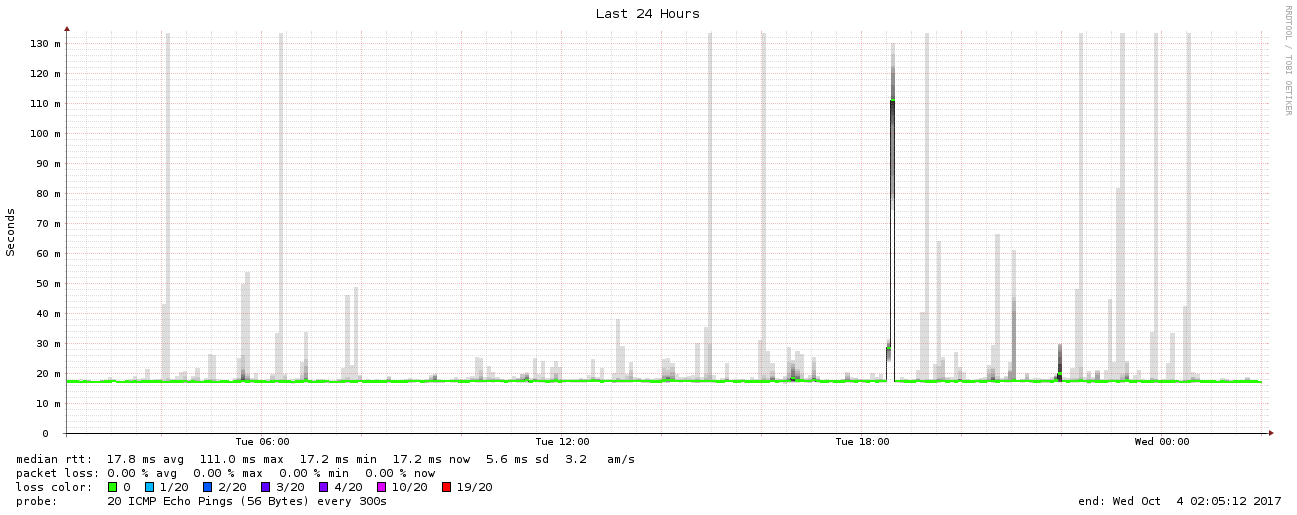 Last 24 Hours
RRDTOOL / TOBI OETIKER
Seconds
130 m
120 m
110 m
100 m
90 m
80 m
70 m
60 m
50 m
40 m
30 m
20 m
10 m
0
Tue 06:00 Tue 12:00 Tue 18:00 Wed 00:00
median rtt: 17.8 ms avg 111.0 ms max 17.2 ms min 17.2 ms now 5.6 ms sd 3.2 am/s
packet loss: 0.00 % avg 0.00 % max 0.00 % min 0.00 % now
loss color: 0 1/20 2/20 3/20 4/20 10/20 19/20
probe: 20 ICMP Echo Pings (56 Bytes) every 300s end: Wed Oct 4 02:05:12 2017